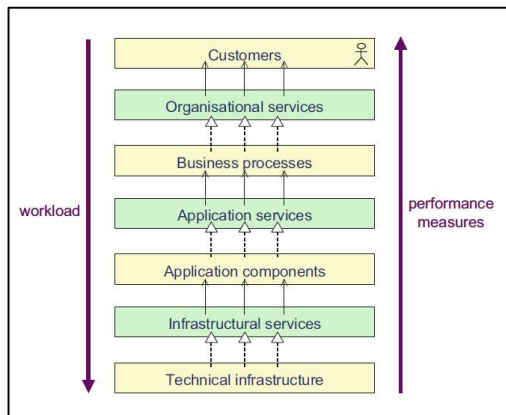 Customers
Organisational services
Business processes
workload
Application services
performance
measures
Application components
Infrastructural services
Technical infrastructure